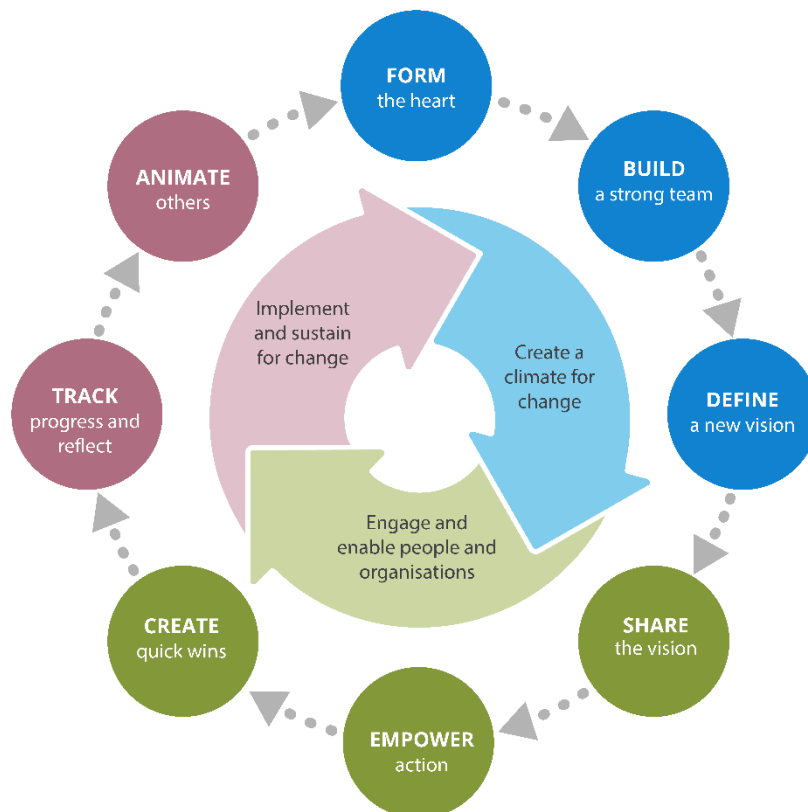 FORM
the heart
BUILD
a strong team
DEFINE
a new vision
SHARE
the vision
EMPOWER
action
CREATE
quick wins
TRACK
progress and
reflect
ANIMATE
others
Create a
climate for
change
Engage and
enable people and
organisations
Implement
and sustain
for change